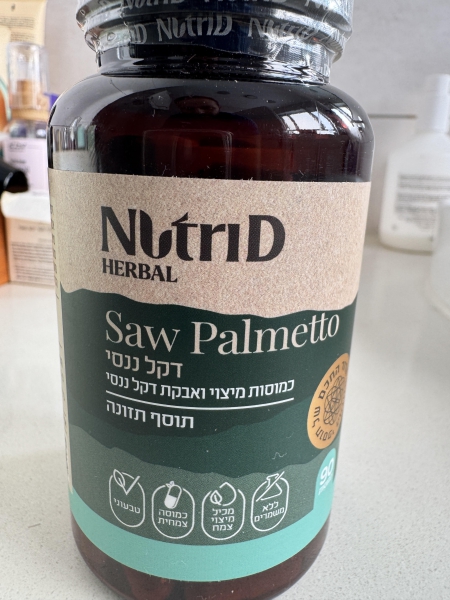 NutriD
NutriD
HERBAL
Saw Palmetto
דקל ננסי
כמוסות מיצוי ואבקת דקל ננסי
תוסף תזונה
טבעוני
כמוסה
צמחית
מכיל
מיצוי
צמח
ללא
משמרים
90